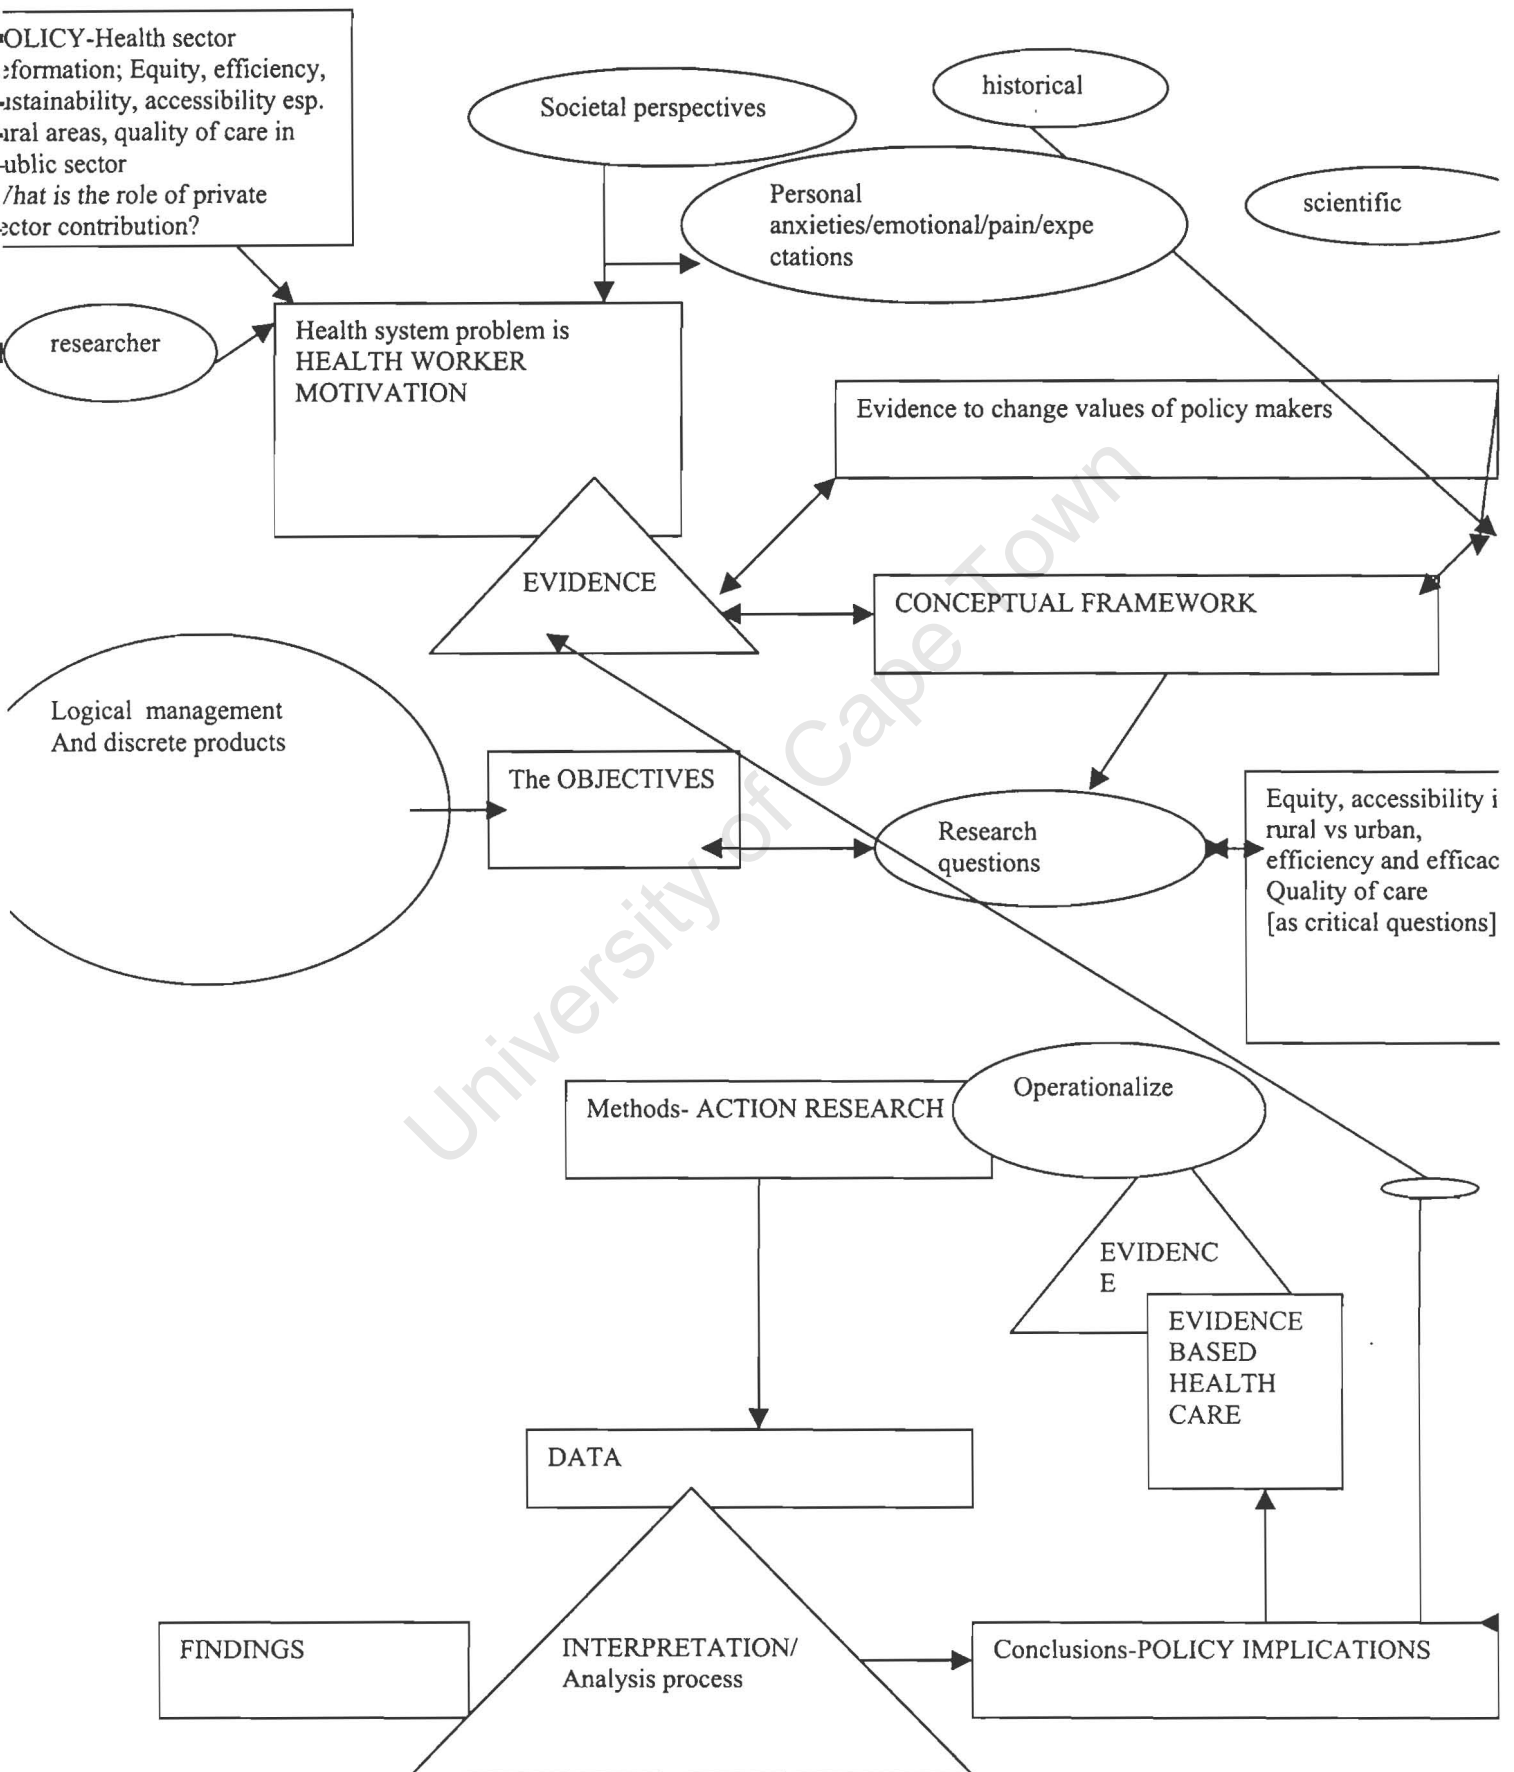 OLICY-Health sector
formation; Equity, efficiency,
stainability, accessibility esp.
ral areas, quality of care in
ublic sector
hat is the role of private
ctor contribution?
Societal perspectives
historical
Personal
anxieties/emotional/pain/expe
ctations
scientific
researcher
Health system problem is
HEALTH WORKER
MOTIVATION
Evidence to change values of policy makers
EVIDENCE
CONCEPTUAL FRAMEWORK
Logical management
And discrete products
The OBJECTIVES
Research
questions
Equity, accessibility i
rural vs urban,
efficiency and efficac
Quality of care
[as critical questions]
University of Cape Town
Methods- ACTION RESEARCH
Operationalize
EVIDENC
E
EVIDENCE
BASED
HEALTH
CARE
DATA
FINDINGS
INTERPRETATION/
Analysis process
Conclusions-POLICY IMPLICATIONS